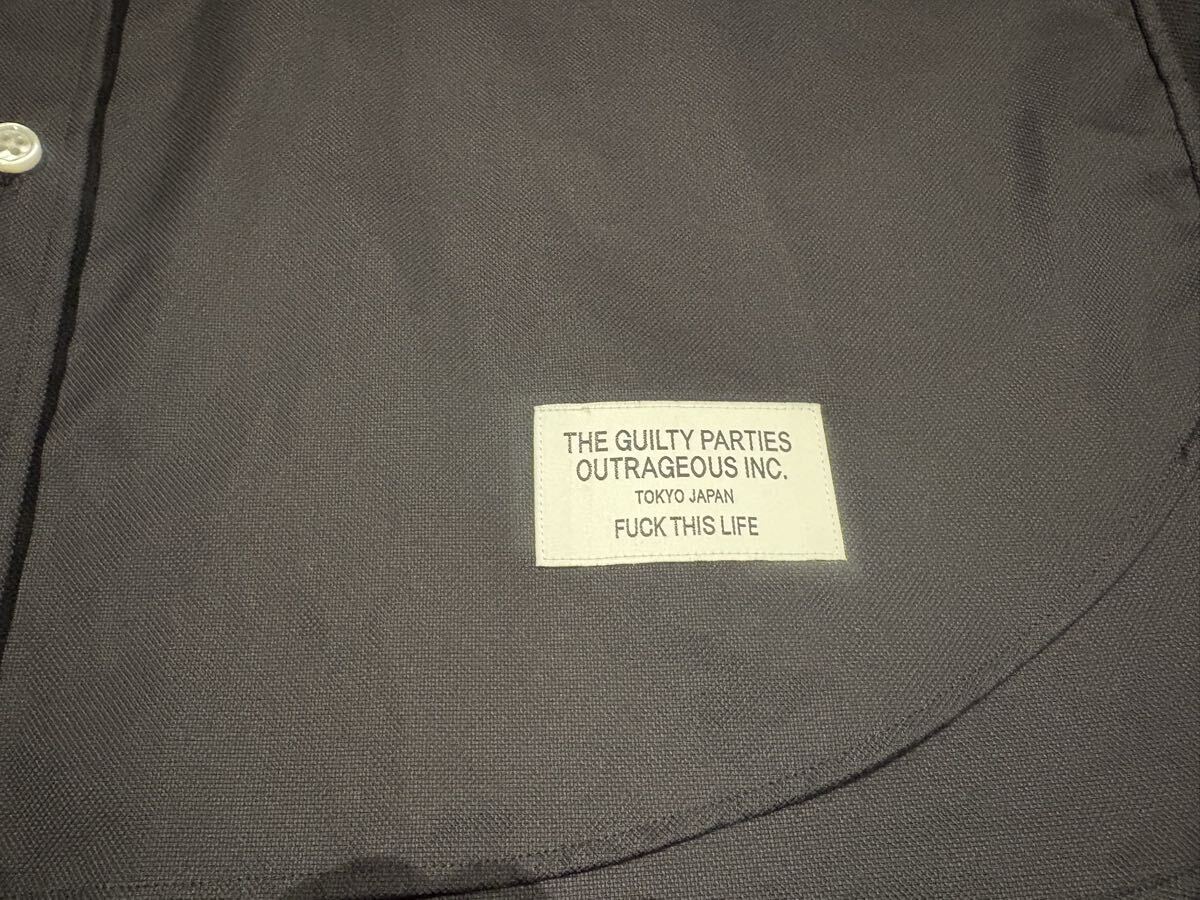 THE GUILTY PARTIES
OUTRAGEOUS INC.
TOKYO JAPAN
FUCK THIS LIFE